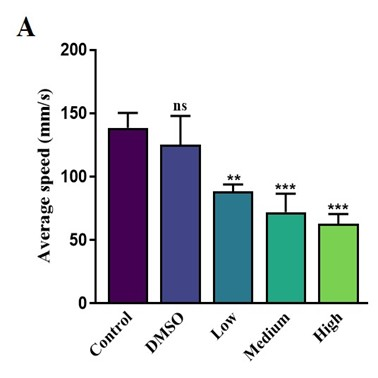 A
Average speed (mm/s)
200
150
100
50
0
ns
**
***
***
Control
DMSO
Low
Medium
High